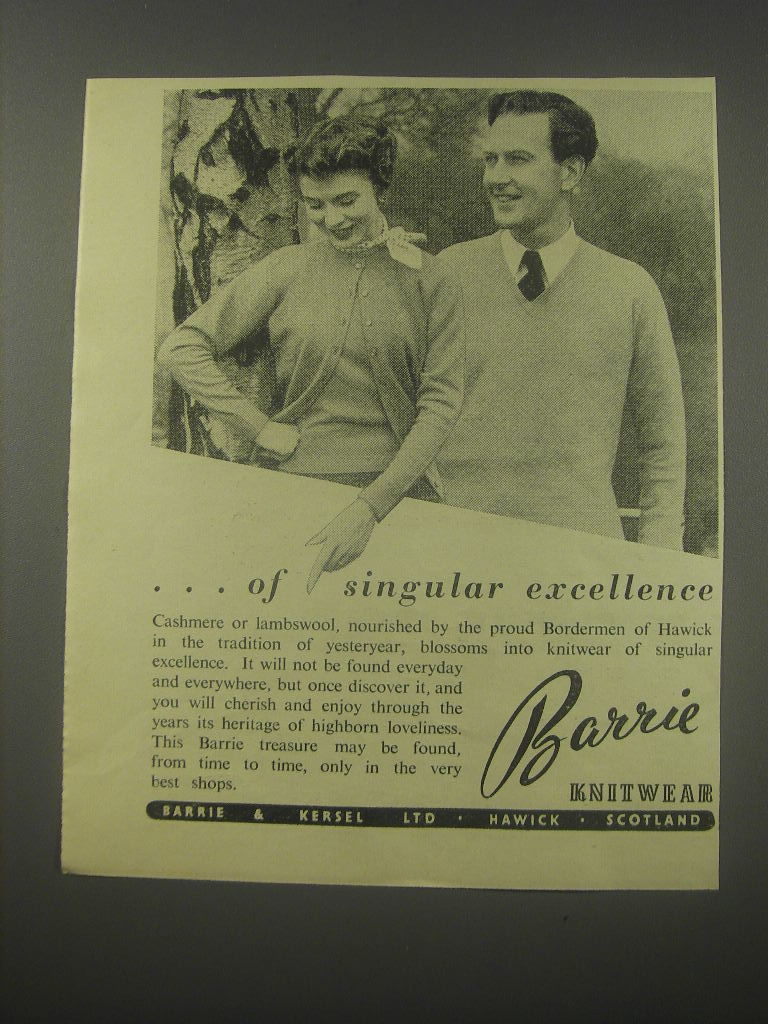 . . . of singular excellence
Cashmere or lambswool, nourished by the proud Bordermen of Hawick
in the tradition of yesteryear, blossoms into knitwear of singular
excellence. It will not be found everyday
and everywhere, but once discover it, and
you will cherish and enjoy through the
years its heritage of highborn loveliness.
This Barrie treasure may be found,
from time to time, only in the very
best shops.
Barrie
KNITWEAR
BARRIE & KERSEL LTD · HAWICK · SCOTLAND